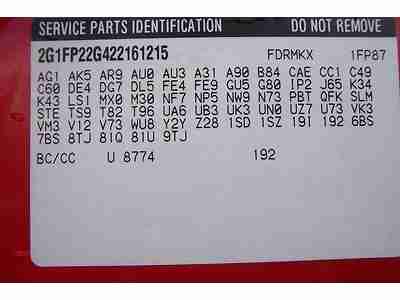 SERVICE PARTS IDENTIFICATION DO NOT REMOVE
2G1FP22G422161215 FDRMKX 1FP87
AG1 AK5 AR9 AU0 AU3 A31 A90 B84 CAE CC1 C49
C60 DE4 DG7 DL5 FE4 FE9 GU5 G80 IP2 J65 K34
K43 LS1 MX0 M30 NF7 NP5 NW9 N73 PBT QFK SLM
STE TS9 T82 T96 UA6 UB3 UK3 UN0 UZ7 U73 VK3
VM3 V12 V73 WU8 Y2Y Z28 1SD 1SZ 19I 192 6BS
7BS 8TJ 81Q 81U 9TJ
BC/CC U 8774 192